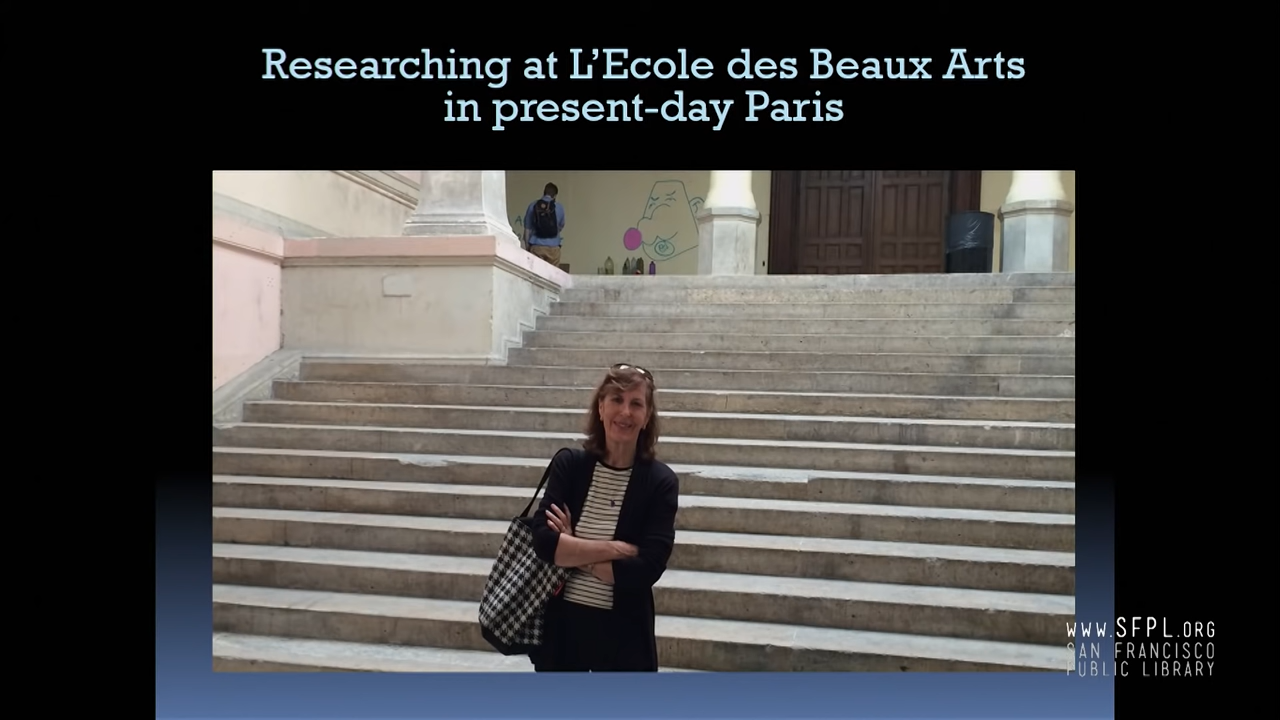 Researching at L'Ecole des Beaux Arts
in present-day Paris
www.SFPL.ORG
SAN FRANCISCO
PUBLIC LIBRARY